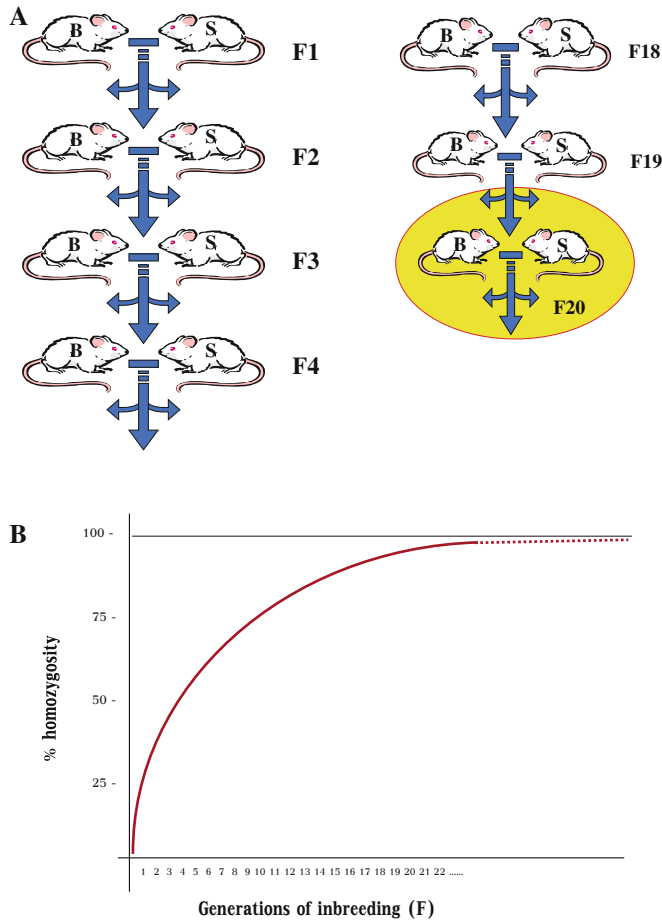 A
B S F1
B S F2
B S F3
B S F4
B S F18
B S F19
B S
F20
B
100 -
75 -
50 -
25 -
% homozygosity
1 2 3 4 5 6 7 8 9 10 11 12 13 14 15 16 17 18 19 20 21 22 ......
Generations of inbreeding (F)